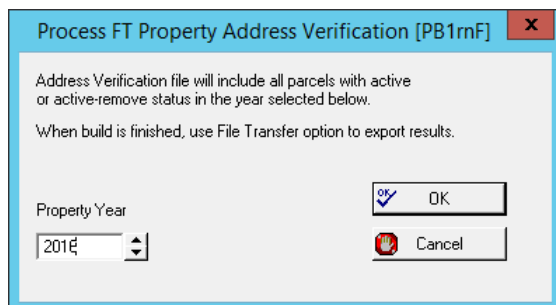 Process FT Property Address Verification [PB1rnF]
x
Address Verification file will include all parcels with active
or active-remove status in the year selected below.
When build is finished, use File Transfer option to export results.
OK
OK
Property Year
Cancel